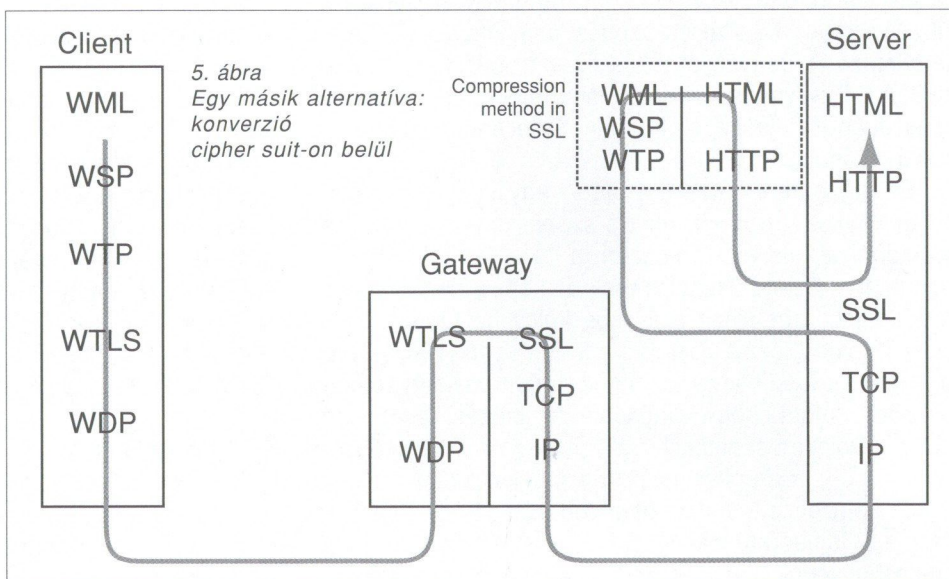 Client
WML
WSP
WTP
WTLS
WDP
5. ábra
Egy másik alternatíva:
konverzió
cipher suit-on belül
Gateway
WTLS SSL
TCP
WDP IP
Compression
method in
SSL
WML HTML
WSP
WTP HTTP
Server
HTML
HTTP
SSL
TCP
IP